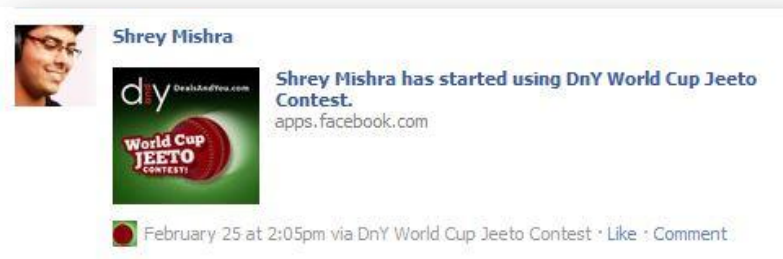 Shrey Mishra
d and y DealsAndYou.com
World Cup
JEETO
CONTEST!
Shrey Mishra has started using DnY World Cup Jeeto
Contest.
apps.facebook.com
February 25 at 2:05pm via DnY World Cup Jeeto Contest · Like · Comment